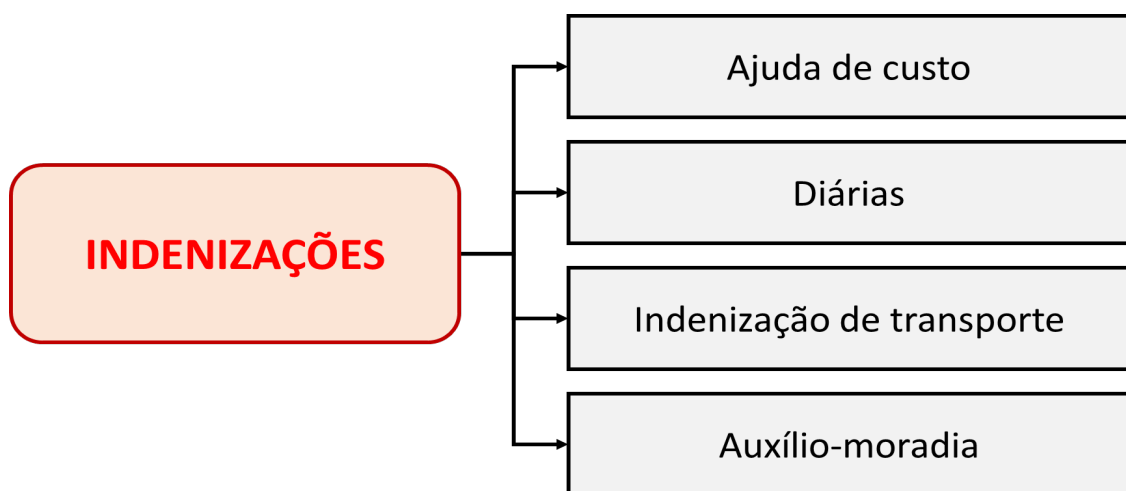 INDENIZAÇÕES
Ajuda de custo
Diárias
Indenização de transporte
Auxílio-moradia